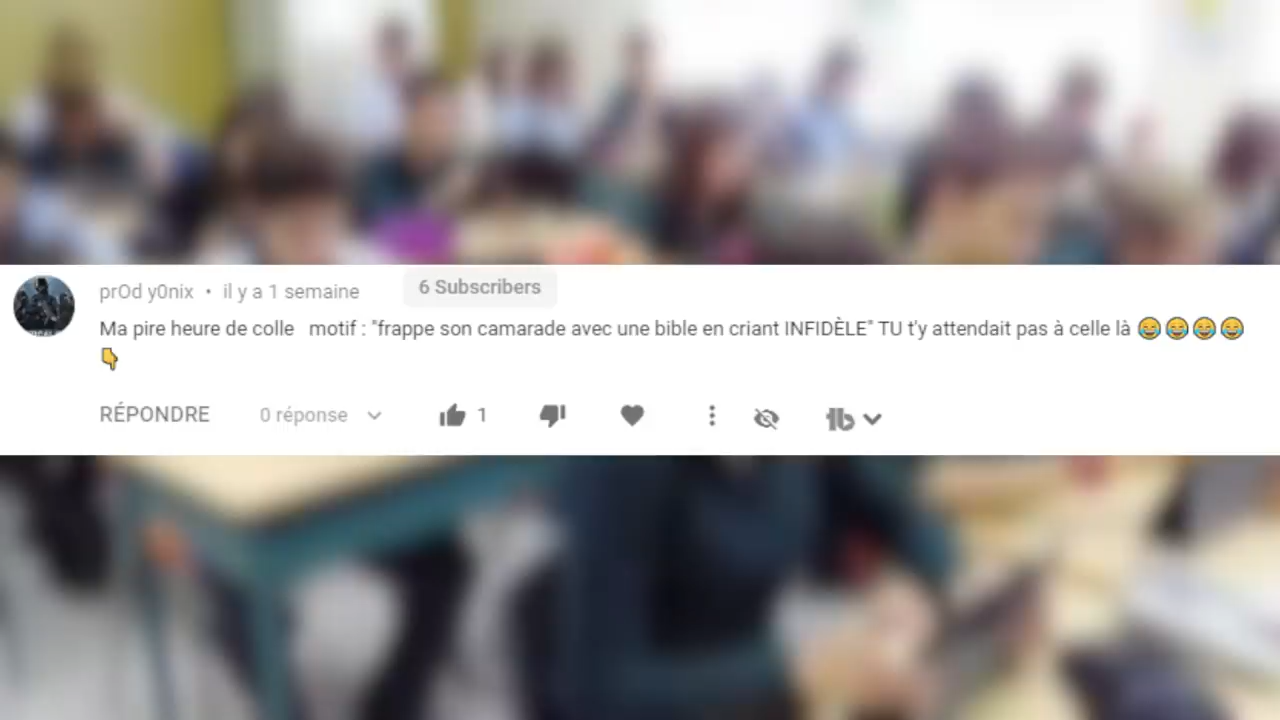 prOd y0nix • il y a 1 semaine 6 Subscribers
Ma pire heure de colle motif : "frappe son camarade avec une bible en criant INFIDÈLE" TU t'y attendait pas à celle là 😂😂😂😂
👇
RÉPONDRE 0 réponse 1